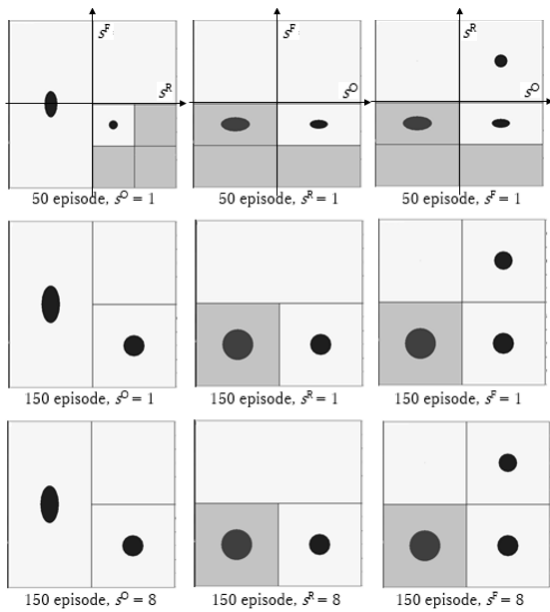 s^F s^F s^R
s^R s^O s^O
50 episode, s^O = 1 50 episode, s^R = 1 50 episode, s^F = 1
150 episode, s^O = 1 150 episode, s^R = 1 150 episode, s^F = 1
150 episode, s^O = 8 150 episode, s^R = 8 150 episode, s^F = 8